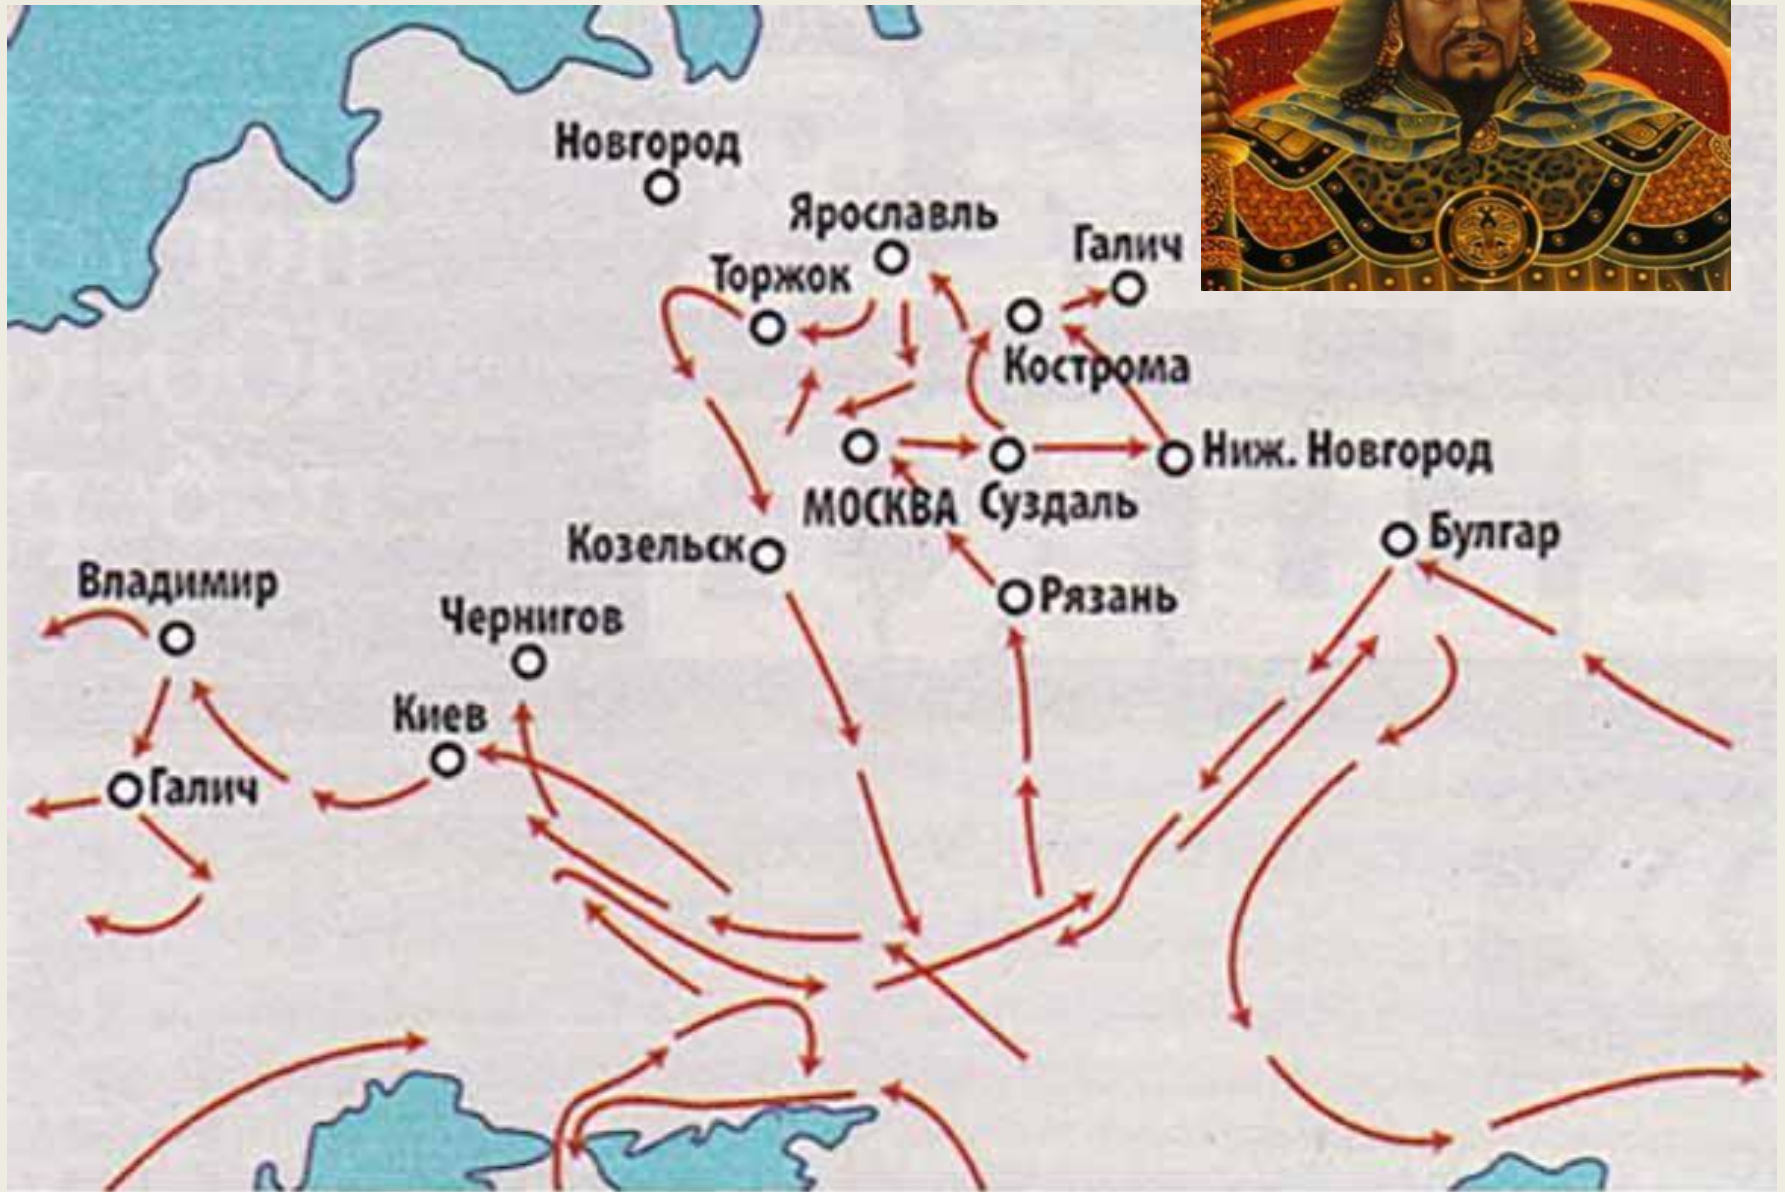 Новгород
Ярославль
Галич
Торжок
Кострома
Ниж. Новгород
МОСКВА
Суздаль
Булгар
Козельск
Владимир
Рязань
Чернигов
Киев
Галич